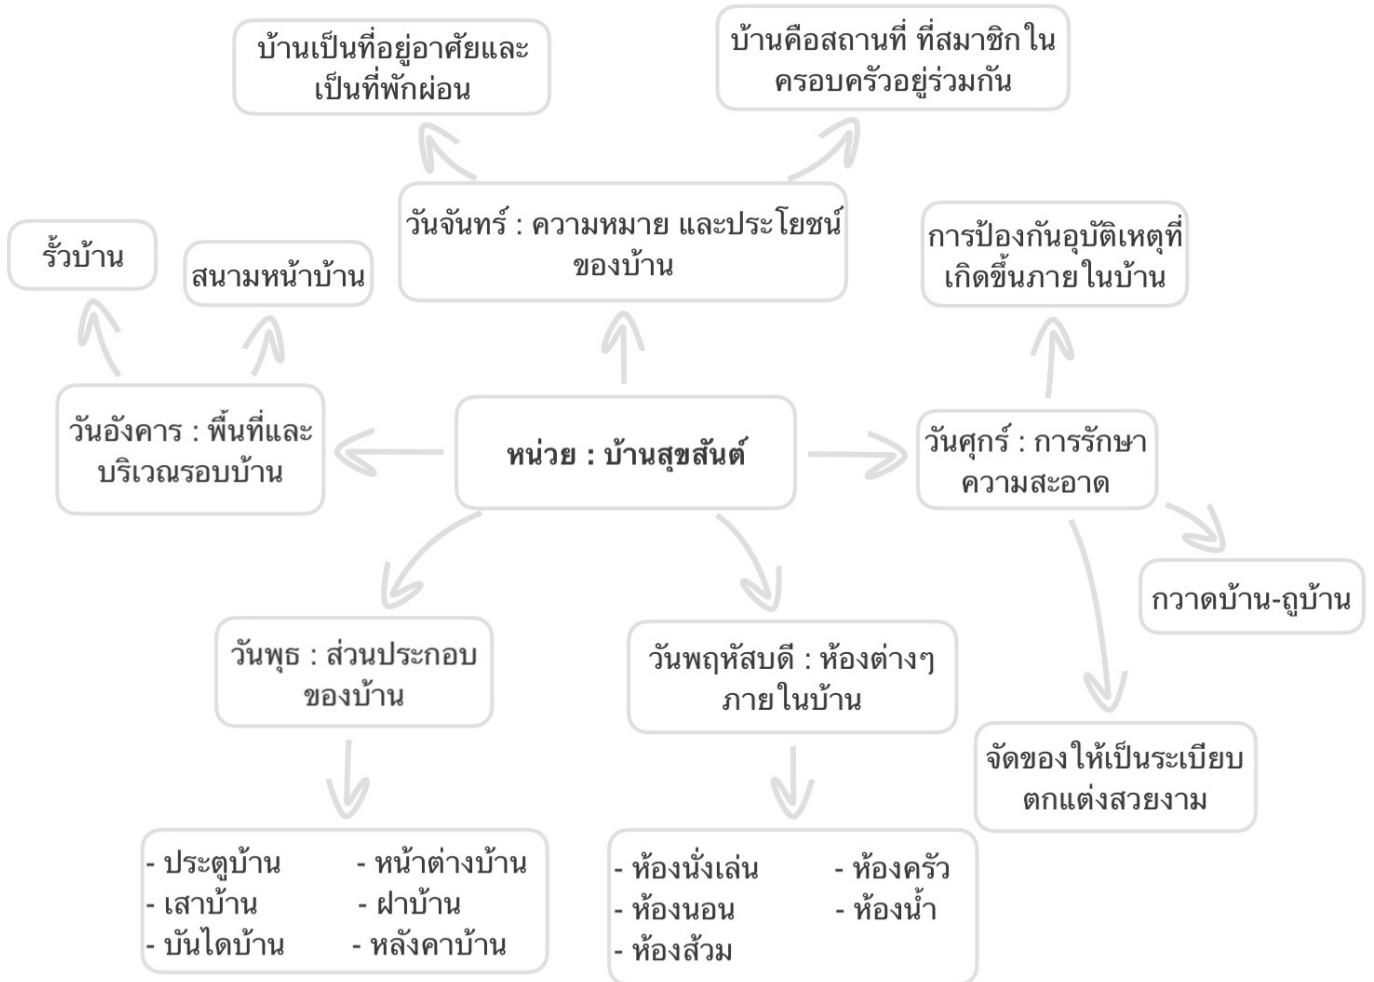 บ้านเป็นที่อยู่อาศัยและ
เป็นที่พักผ่อน
บ้านคือสถานที่ ที่สมาชิกใน
ครอบครัวอยู่ร่วมกัน
วันจันทร์ : ความหมาย และประโยชน์
ของบ้าน
รั้วบ้าน
สนามหน้าบ้าน
การป้องกันอุบัติเหตุที่
เกิดขึ้นภายในบ้าน
วันอังคาร : พื้นที่และ
บริเวณรอบบ้าน
หน่วย : บ้านสุขสันต์
วันศุกร์ : การรักษา
ความสะอาด
กวาดบ้าน-ถูบ้าน
วันพุธ : ส่วนประกอบ
ของบ้าน
วันพฤหัสบดี : ห้องต่างๆ
ภายในบ้าน
จัดของให้เป็นระเบียบ
ตกแต่งสวยงาม
- ประตูบ้าน - หน้าต่างบ้าน
- เสาบ้าน - ฝาบ้าน
- บันไดบ้าน - หลังคาบ้าน
- ห้องนั่งเล่น - ห้องครัว
- ห้องนอน - ห้องน้ำ
- ห้องส้วม